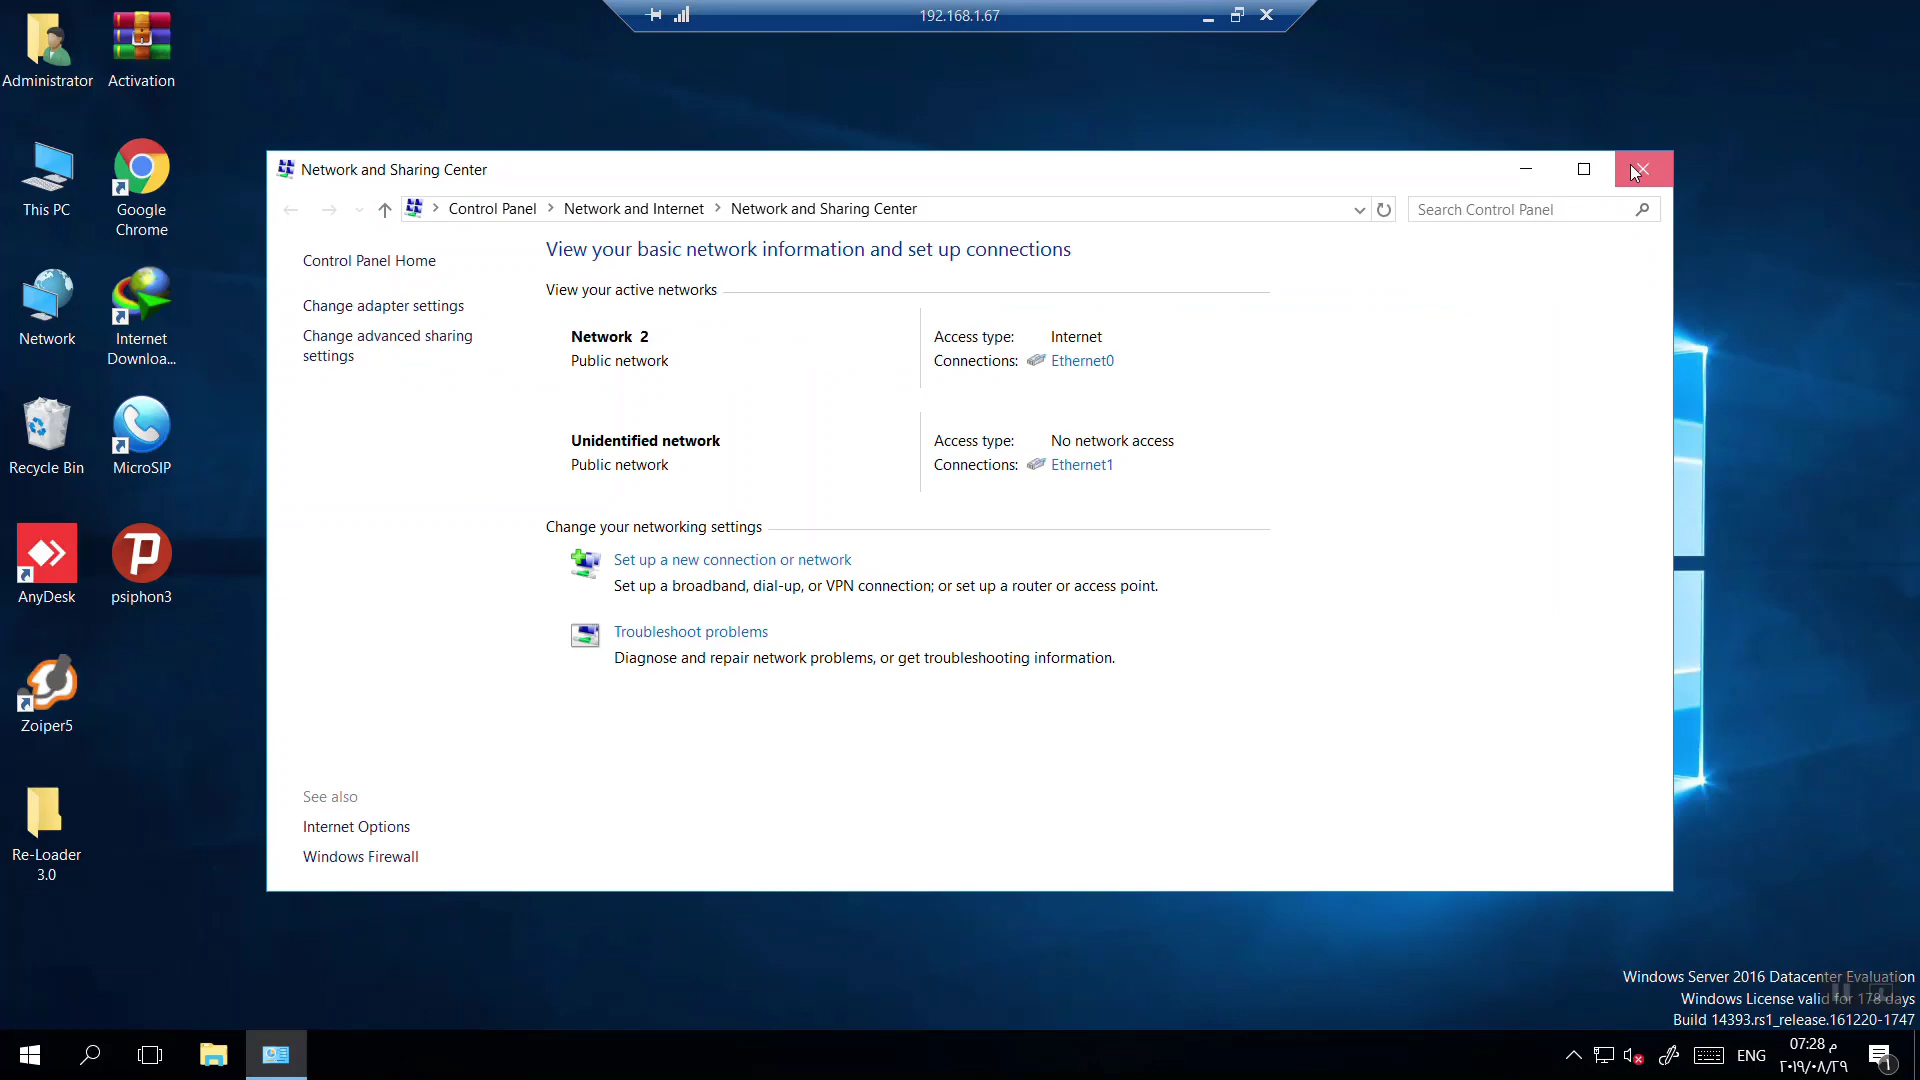 192.168.1.67
Administrator
Activation
This PC
Google
Chrome
Network
Internet
Downloa...
Recycle Bin
MicroSIP
AnyDesk
psiphon3
Zoiper5
Re-Loader
3.0
Network and Sharing Center
Control Panel > Network and Internet > Network and Sharing Center
Search Control Panel
Control Panel Home
Change adapter settings
Change advanced sharing
settings
See also
Internet Options
Windows Firewall
View your basic network information and set up connections
View your active networks
Network 2
Public network
Access type: Internet
Connections: Ethernet0
Unidentified network
Public network
Access type: No network access
Connections: Ethernet1
Change your networking settings
Set up a new connection or network
Set up a broadband, dial-up, or VPN connection; or set up a router or access point.
Troubleshoot problems
Diagnose and repair network problems, or get troubleshooting information.
Windows Server 2016 Datacenter Evaluation
Windows License valid for 178 days
Build 14393.rs1_release.161220-1747
ENG
07:28 م
٢٠١٩/٠٨/٢٩
١